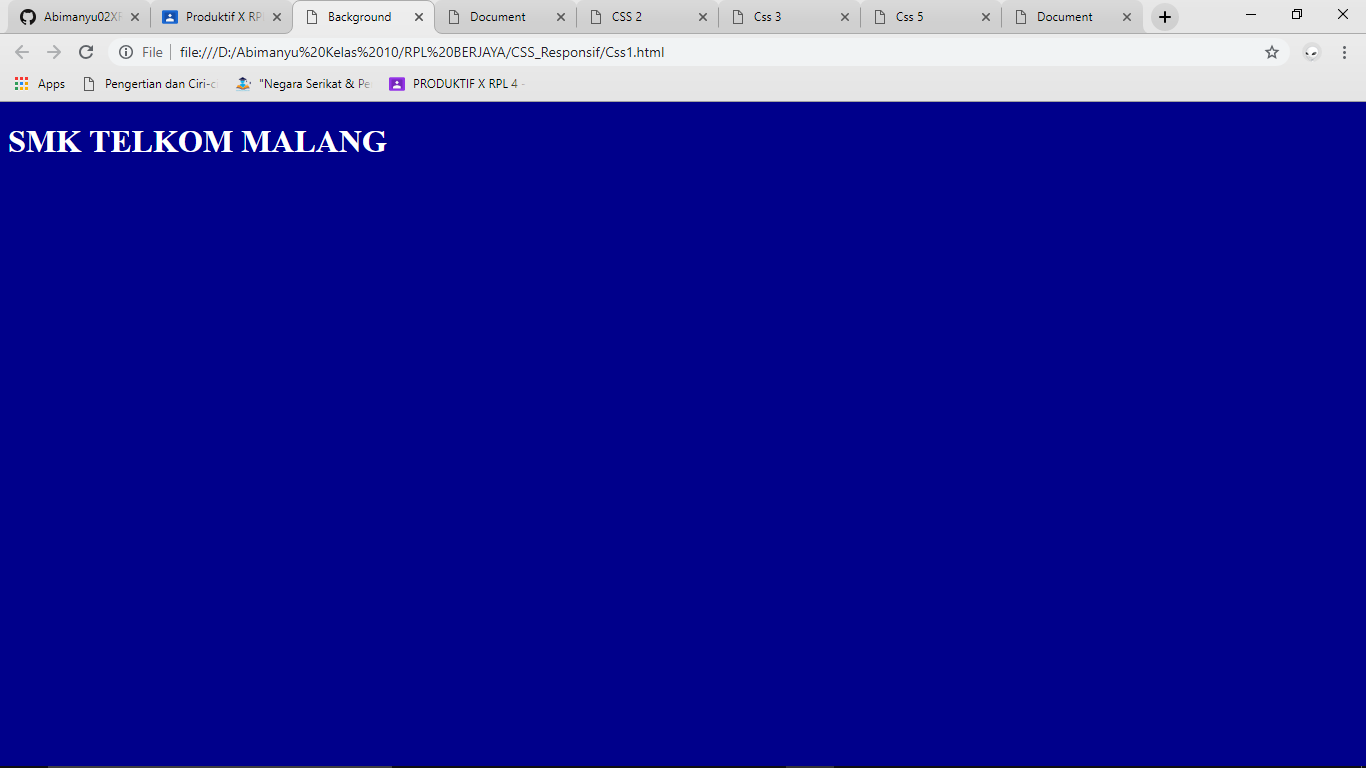 Abimanyu02XF Produktif X RP Background Document CSS 2 Css 3 Css 5 Document
File file:///D:/Abimanyu%20Kelas%2010/RPL%20BERJAYA/CSS_Responsif/Css1.html
Apps Pengertian dan Ciri-c "Negara Serikat & Pe PRODUKTIF X RPL 4 -
SMK TELKOM MALANG